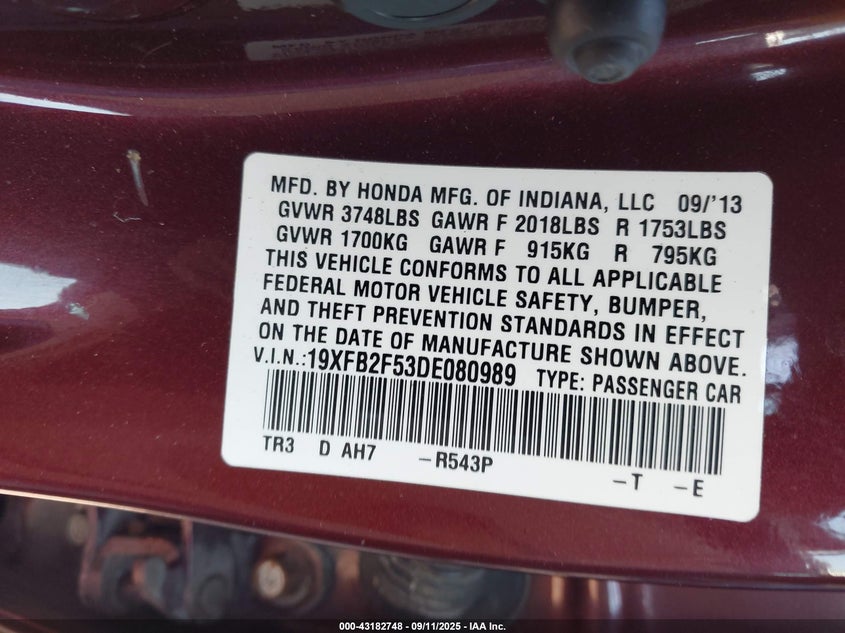 MFD. BY HONDA MFG. OF INDIANA, LLC 09/'13
GVWR 3748LBS GAWR F 2018LBS R 1753LBS
GVWR 1700KG GAWR F 915KG R 795KG
THIS VEHICLE CONFORMS TO ALL APPLICABLE
FEDERAL MOTOR VEHICLE SAFETY, BUMPER,
AND THEFT PREVENTION STANDARDS IN EFFECT
ON THE DATE OF MANUFACTURE SHOWN ABOVE.
V.I.N.:19XFB2F53DE080989 TYPE: PASSENGER CAR
TR3 D AH7 –R543P –T –E
000-43182748 - 09/11/2025 - IAA Inc.